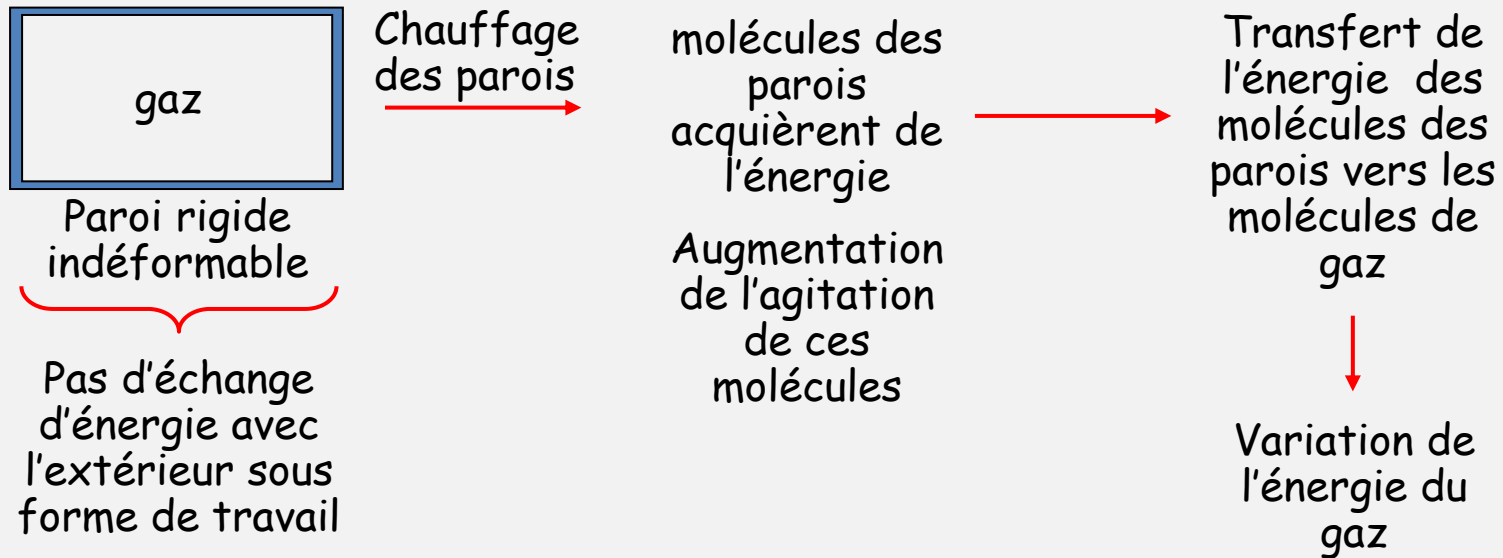 gaz
Paroi rigide
indéformable
Pas d'échange
d'énergie avec
l'extérieur sous
forme de travail
Chauffage
des parois
molécules des
parois
acquièrent de
l'énergie
Augmentation
de l'agitation
de ces
molécules
Transfert de
l'énergie des
molécules des
parois vers les
molécules de
gaz
Variation de
l'énergie du
gaz